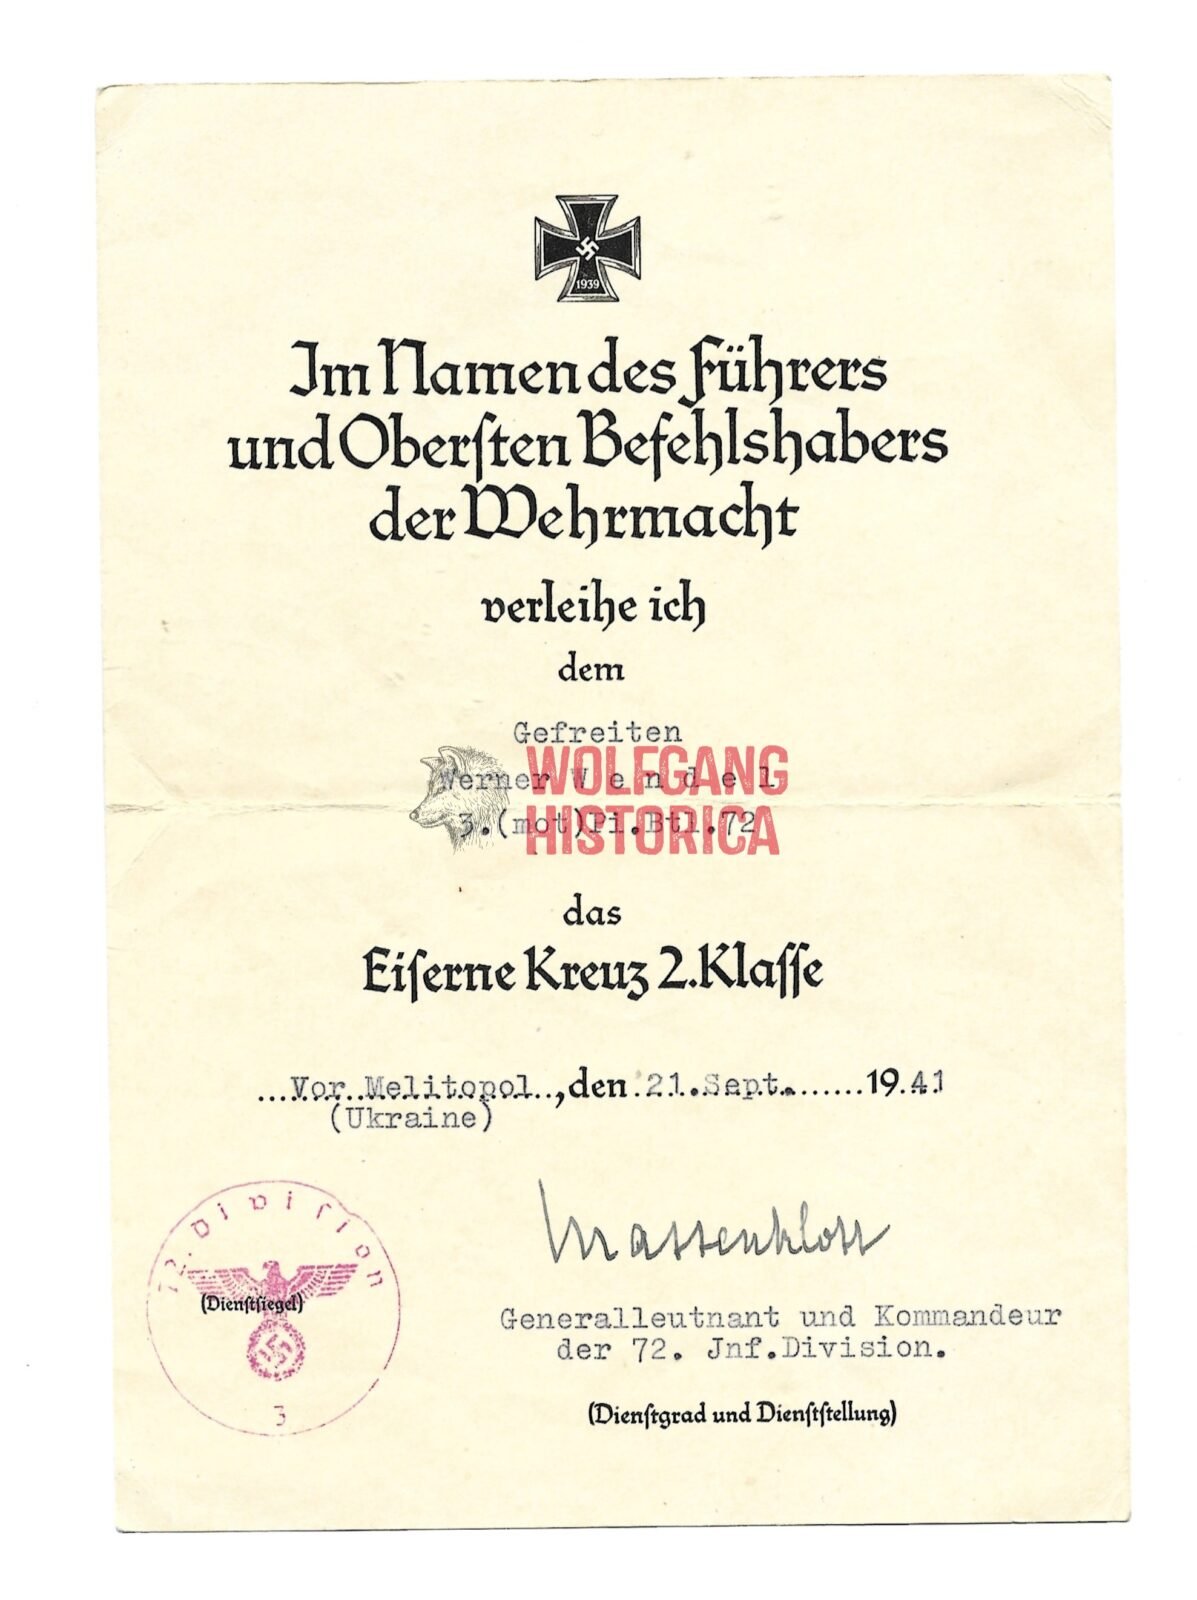 1939
Im Namen des Führers
und Oberſten Befehlshabers
der Wehrmacht
verleihe ich
dem
Gefreiten
Werner W e n d e l
3.(mot)Pi.Btl.72
WOLFGANG
HISTORICA
das
Eiſerne Kreuz 2.Klaſſe
...Vor Melitopol..,den.21.Sept.......19.41
(Ukraine)
72. Diviſion
(Dienſtſiegel)
3
Generalleutnant und Kommandeur
der 72. Jnf.Division.
(Dienſtgrad und Dienſtſtellung)